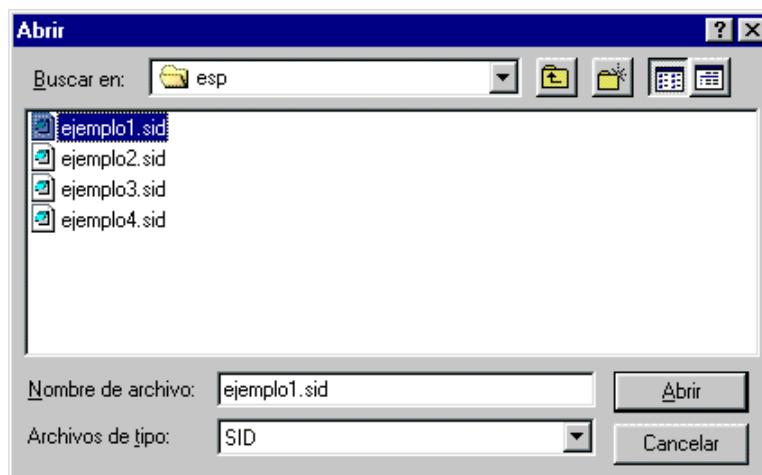 Abrir
Buscar en: esp
ejemplo1.sid
ejemplo2.sid
ejemplo3.sid
ejemplo4.sid
Nombre de archivo: ejemplo1.sid Abrir
Archivos de tipo: SID Cancelar